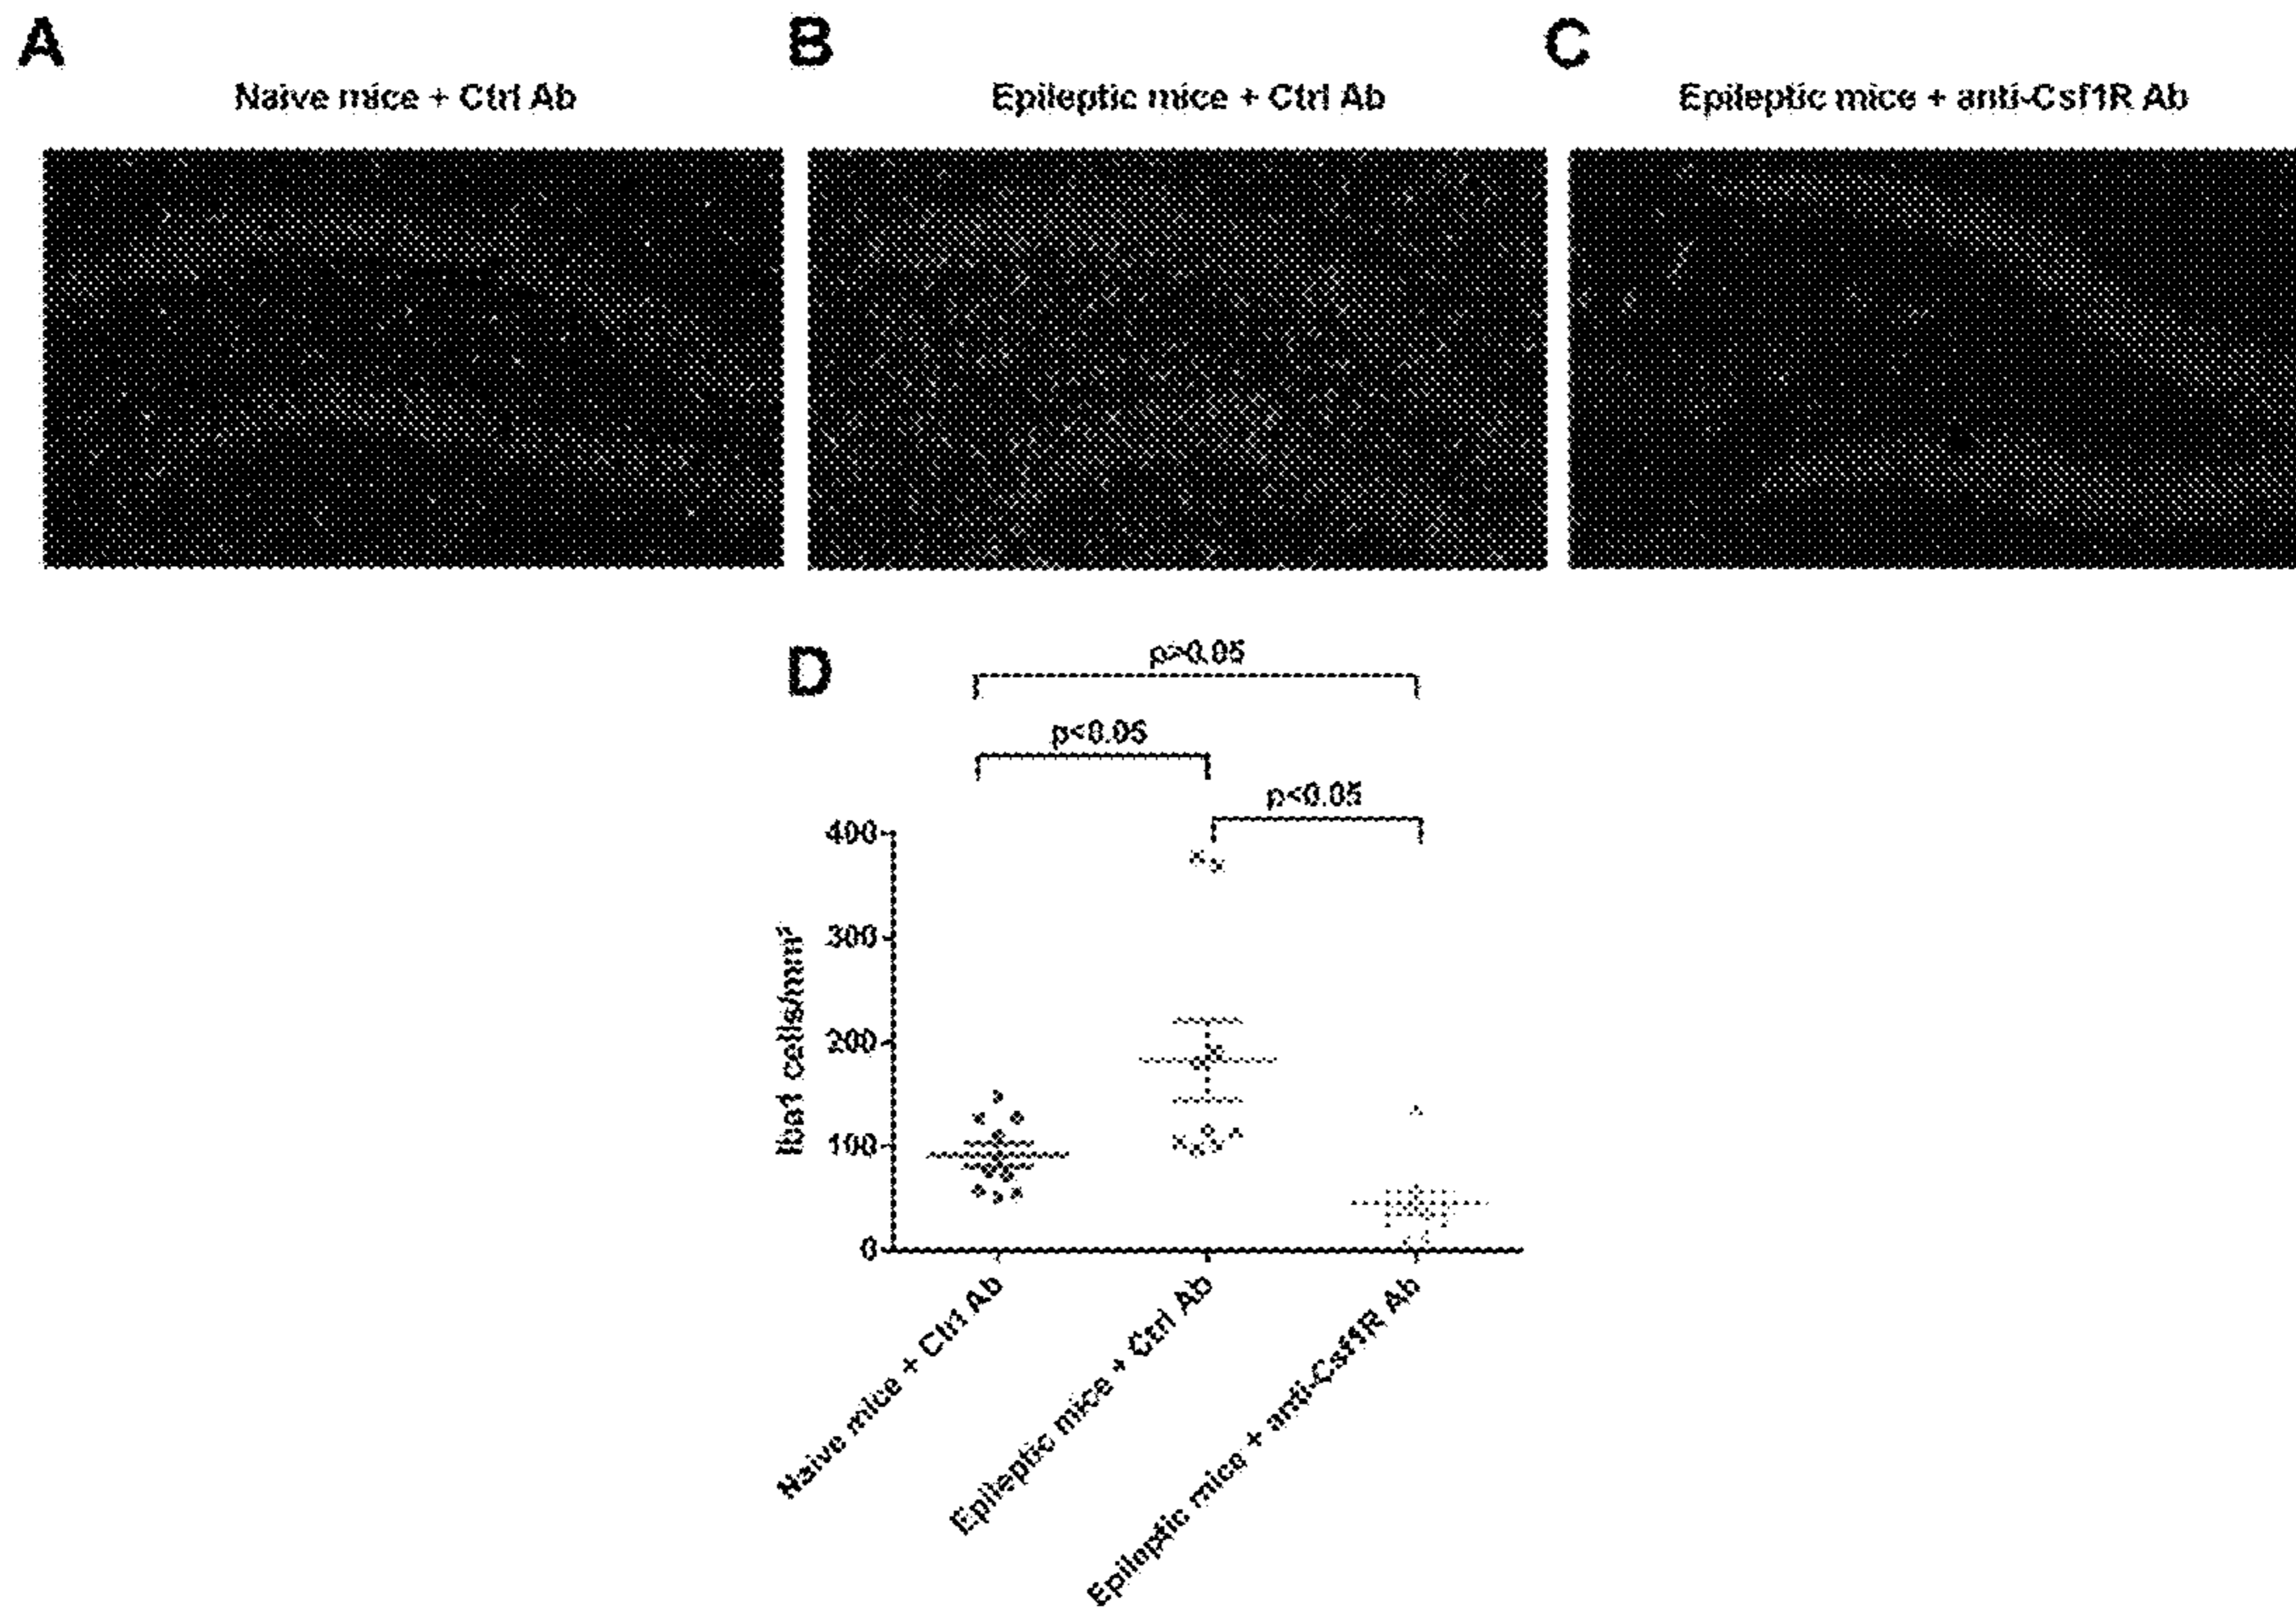 A
B
C
Naive mice + Ctrl Ab
Epileptic mice + Ctrl Ab
Epileptic mice + anti-Csf1R Ab
D
p>0.05
p<0.05
p<0.05
400
300
200
100
0
Iba1 cells/mm²
Naive mice + Ctrl Ab
Epileptic mice + Ctrl Ab
Epileptic mice + anti-Csf1R Ab